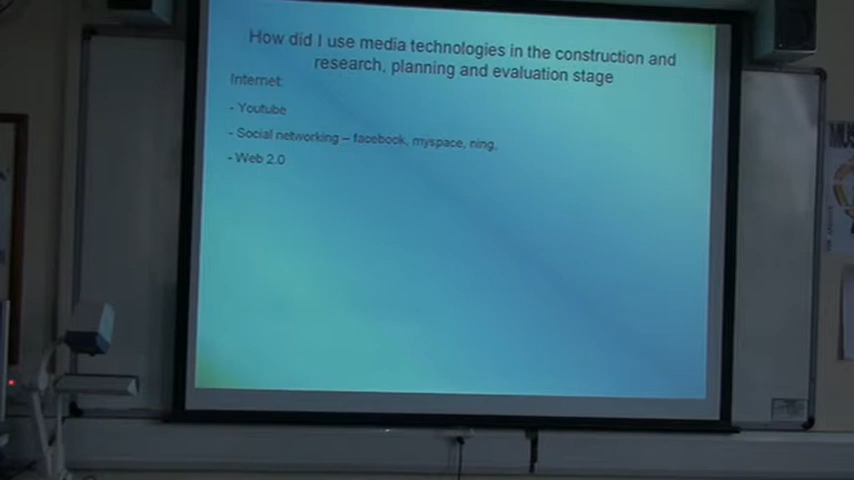 How did I use media technologies in the construction and
research, planning and evaluation stage
Internet:
- Youtube
- Social networking – facebook, myspace, ning,
- Web 2.0